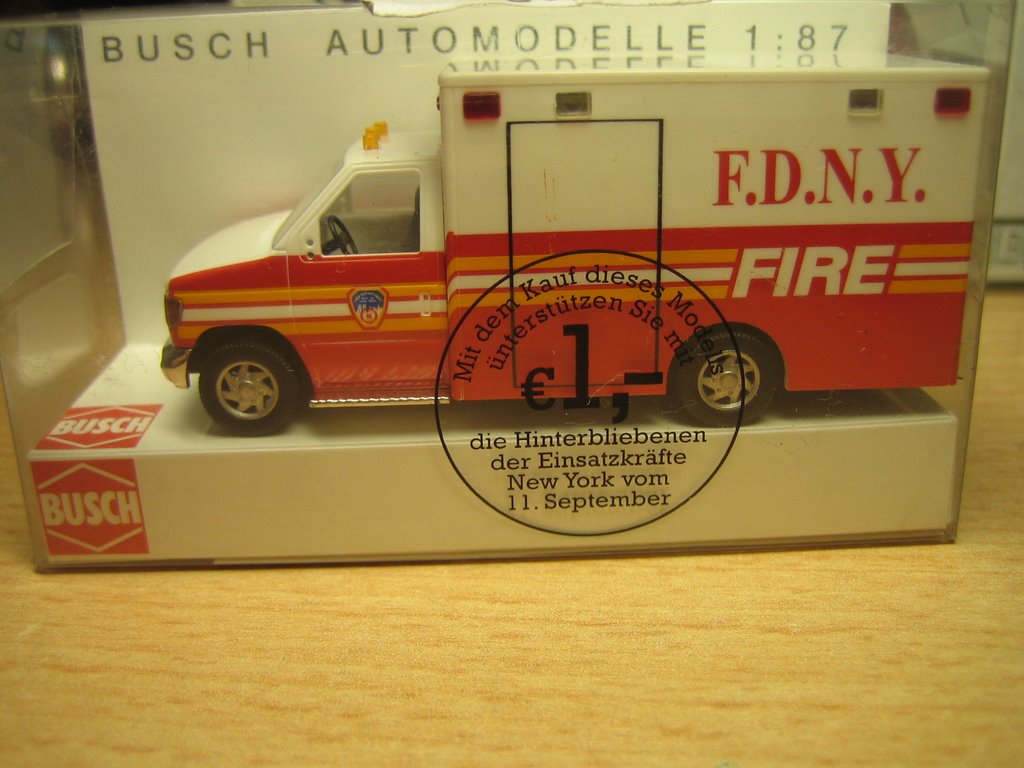 BUSCH AUTOMODELLE 1:87
F.D.N.Y.
FIRE
Mit dem Kauf dieses Modells
unterstützen Sie mit
€1,-
die Hinterbliebenen
der Einsatzkräfte
New York vom
11. September
BUSCH
BUSCH